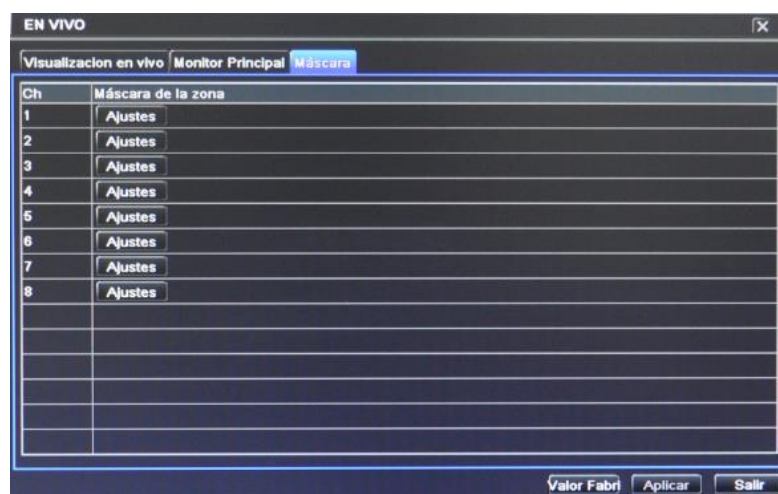 EN VIVO
Visualizacion en vivo Monitor Principal Máscara
Ch Máscara de la zona
1 Ajustes
2 Ajustes
3 Ajustes
4 Ajustes
5 Ajustes
6 Ajustes
7 Ajustes
8 Ajustes
Valor Fabri Aplicar Salir